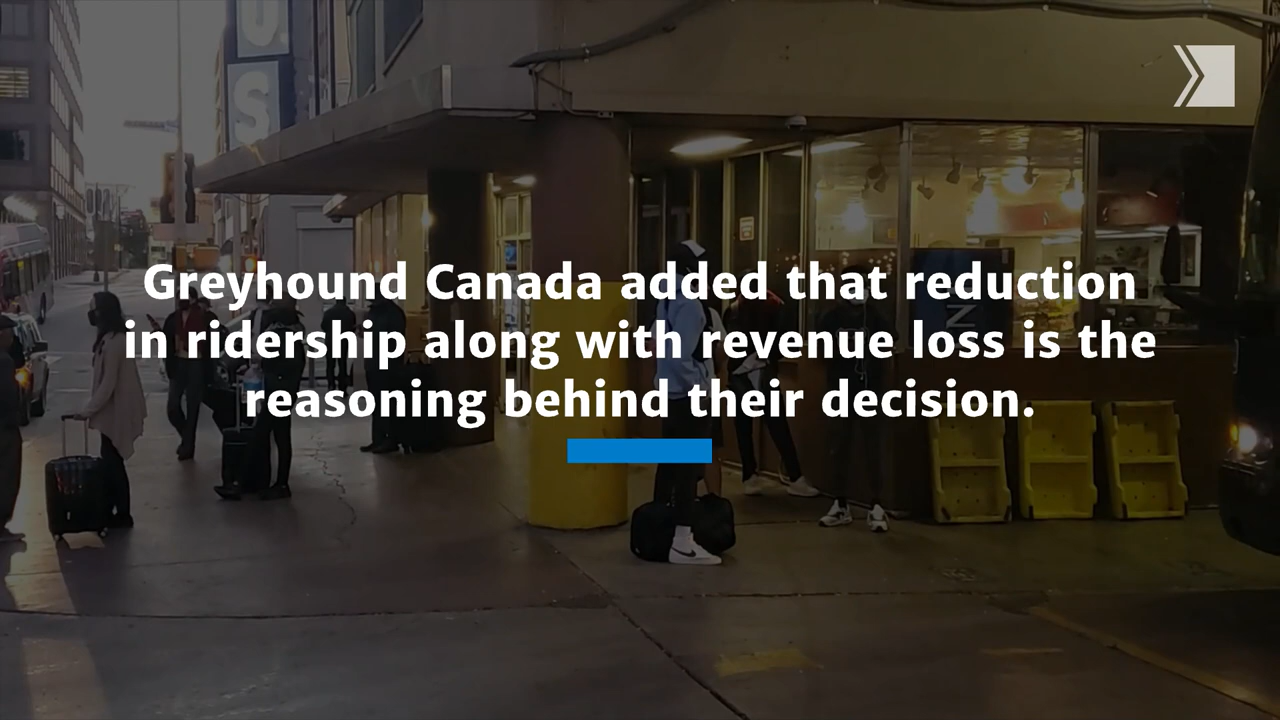 U
S
Greyhound Canada added that reduction
in ridership along with revenue loss is the
reasoning behind their decision.